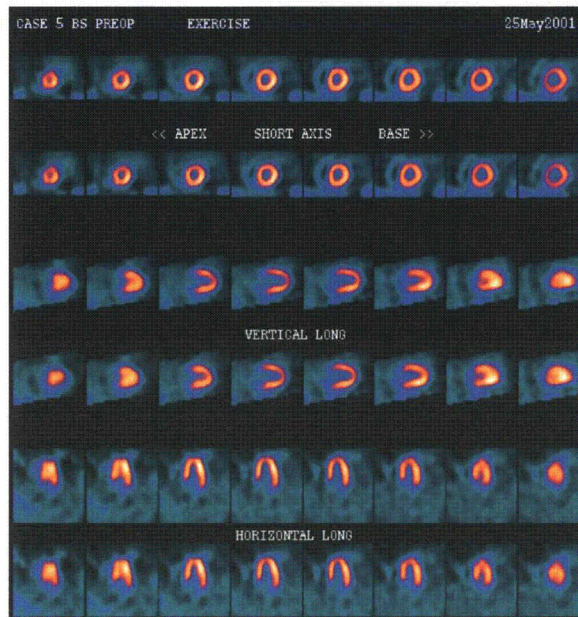 CASE 5 BS PREOP EXERCISE 25May2001
<< APEX SHORT AXIS BASE >>
VERTICAL LONG
HORIZONTAL LONG